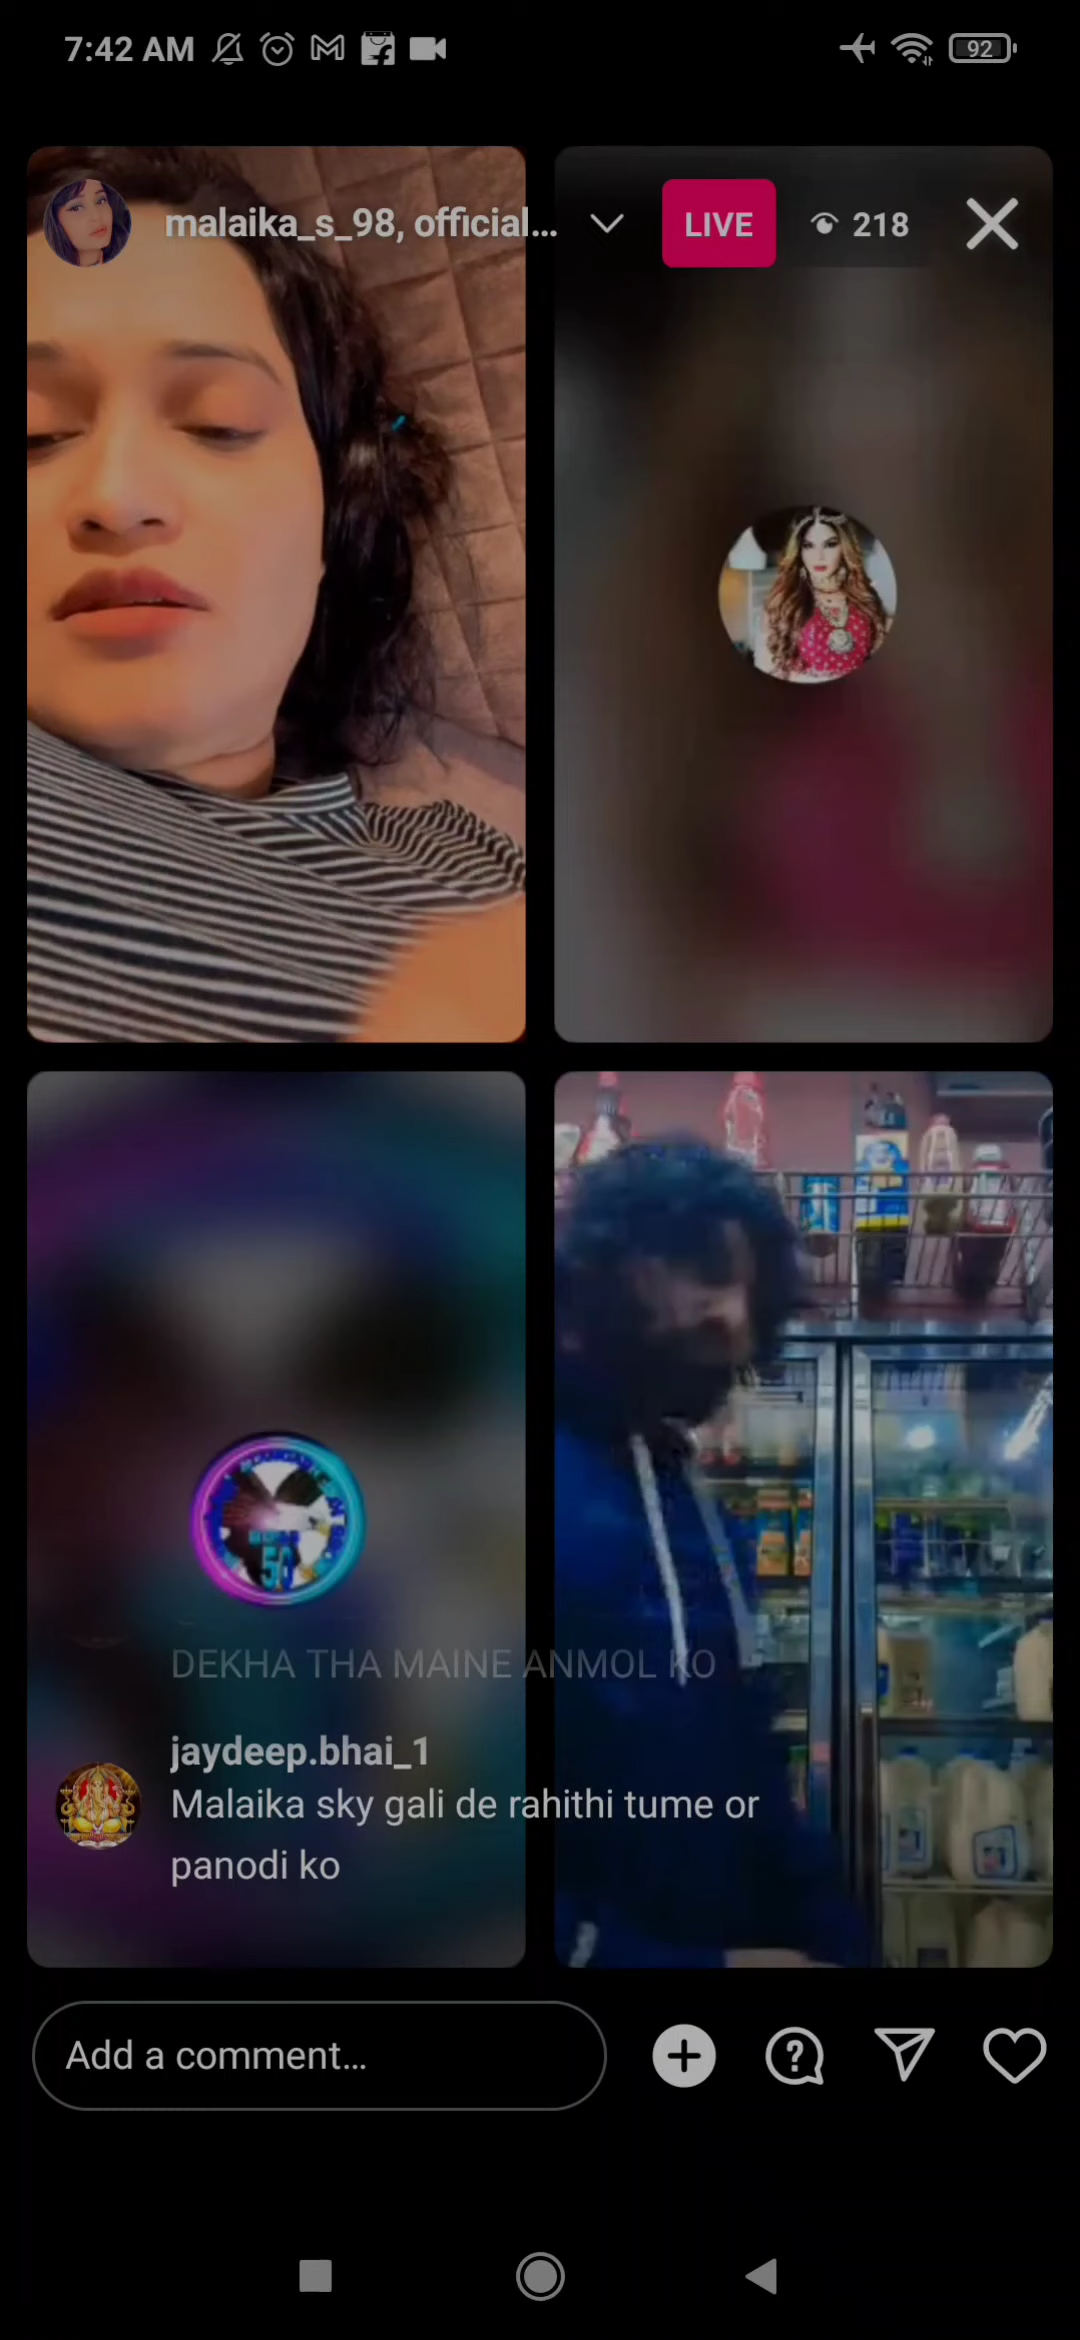 7:42 AM
92
malaika_s_98, official...
LIVE
218
DEKHA THA MAINE ANMOL KO
jaydeep.bhai_1
Malaika sky gali de rahithi tume or
panodi ko
Add a comment...